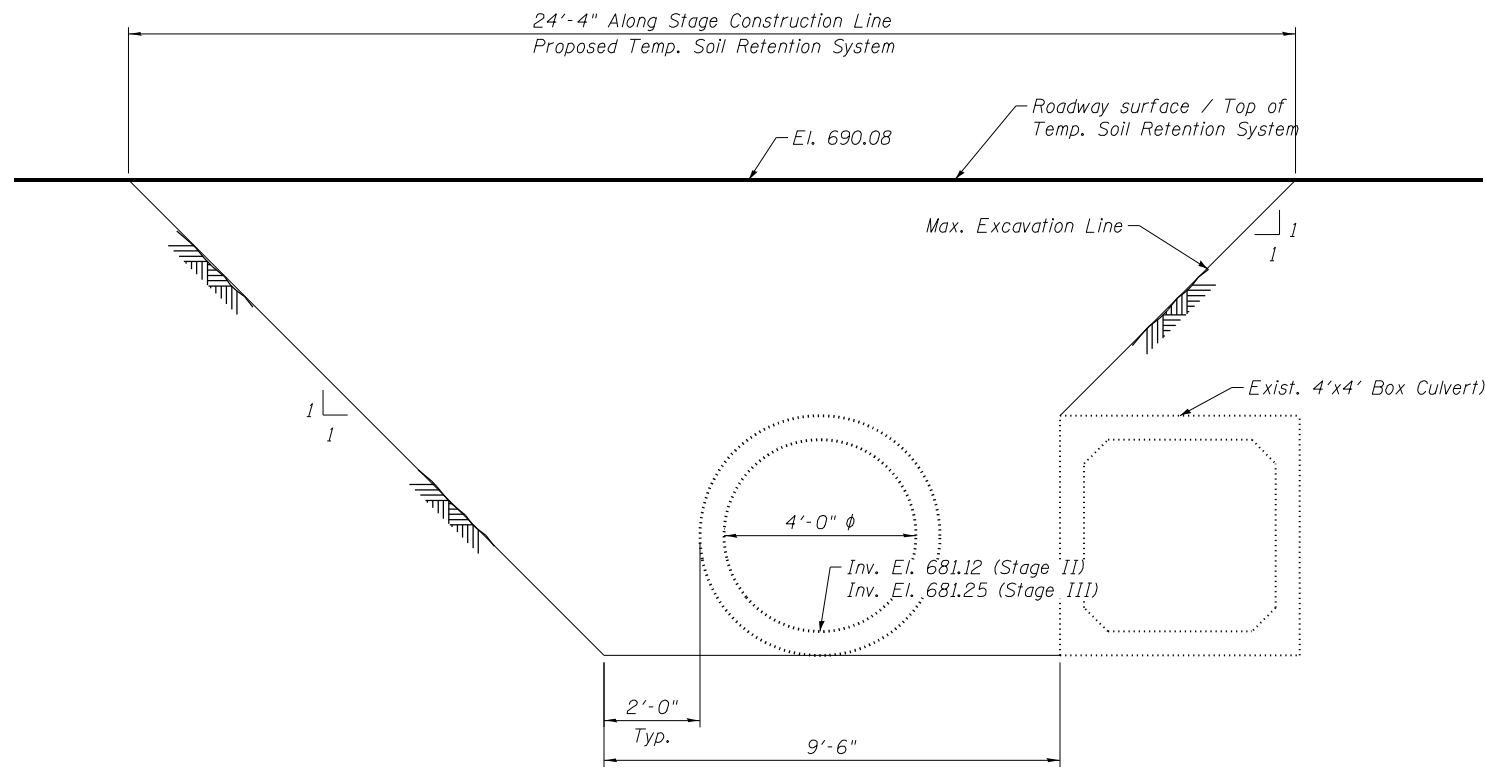 24'-4" Along Stage Construction Line
Proposed Temp. Soil Retention System
Roadway surface / Top of
Temp. Soil Retention System
El. 690.08
Max. Excavation Line
1
1
Exist. 4'x4' Box Culvert)
1
1
4'-0" ϕ
Inv. El. 681.12 (Stage II)
Inv. El. 681.25 (Stage III)
2'-0"
Typ.
9'-6"